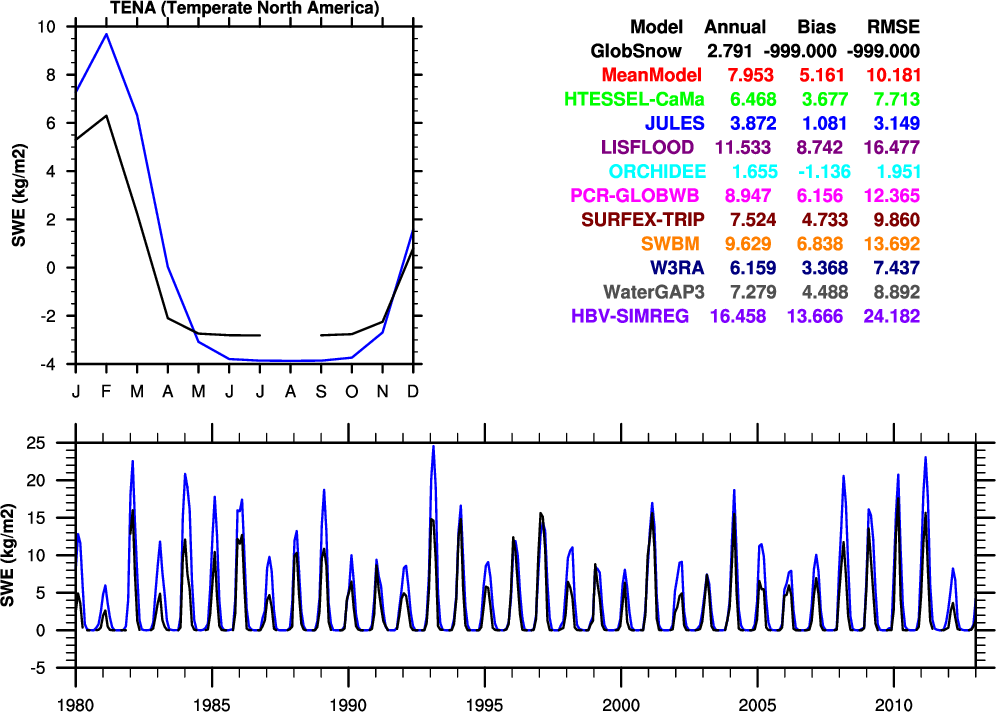 TENA (Temperate North America)
10
8
6
4
2
0
-2
-4
SWE (kg/m2)
J F M A M J J A S O N D
Model Annual Bias RMSE
GlobSnow 2.791 -999.000 -999.000
MeanModel 7.953 5.161 10.181
HTESSEL-CaMa 6.468 3.677 7.713
JULES 3.872 1.081 3.149
LISFLOOD 11.533 8.742 16.477
ORCHIDEE 1.655 -1.136 1.951
PCR-GLOBWB 8.947 6.156 12.365
SURFEX-TRIP 7.524 4.733 9.860
SWBM 9.629 6.838 13.692
W3RA 6.159 3.368 7.437
WaterGAP3 7.279 4.488 8.892
HBV-SIMREG 16.458 13.666 24.182
25
20
15
10
5
0
-5
SWE (kg/m2)
1980 1985 1990 1995 2000 2005 2010